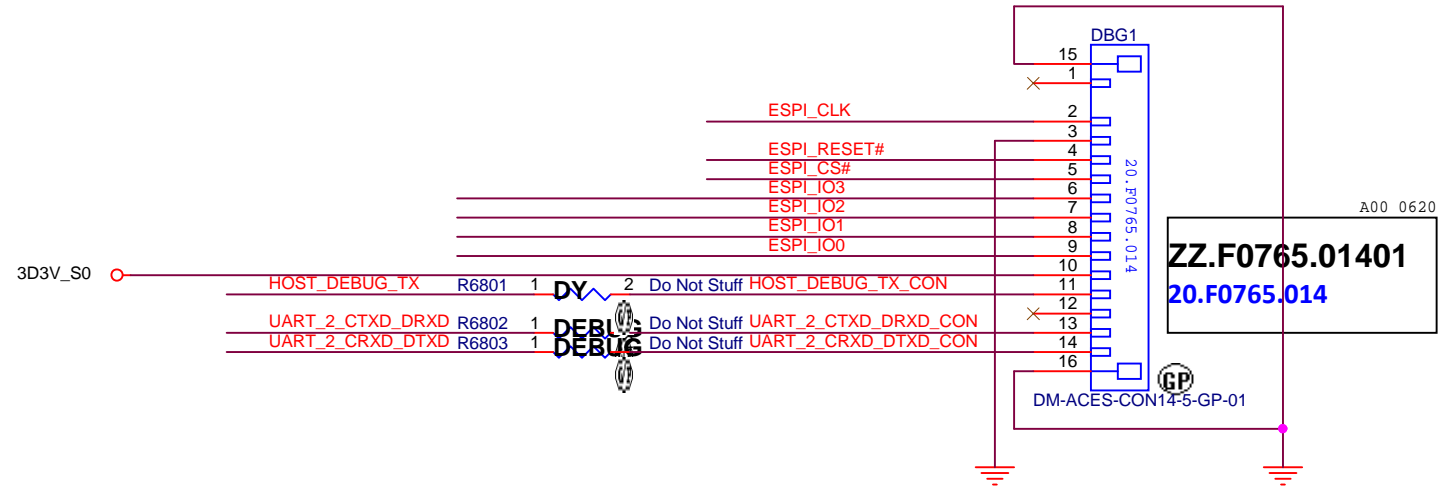 DBG1
15
1
ESPI_CLK 2
3
ESPI_RESET# 4
ESPI_CS# 5
ESPI_IO3 6
ESPI_IO2 7
ESPI_IO1 8
ESPI_IO0 9
3D3V_S0 10
HOST_DEBUG_TX R6801 1 DY 2 Do Not Stuff HOST_DEBUG_TX_CON 11
12
UART_2_CTXD_DRXD R6802 1 DEBUG Do Not Stuff UART_2_CTXD_DRXD_CON 13
UART_2_CRXD_DTXD R6803 1 DEBUG Do Not Stuff UART_2_CRXD_DTXD_CON 14
16
20.F0765.014
A00 0620
ZZ.F0765.01401
20.F0765.014
GP
DM-ACES-CON14-5-GP-01